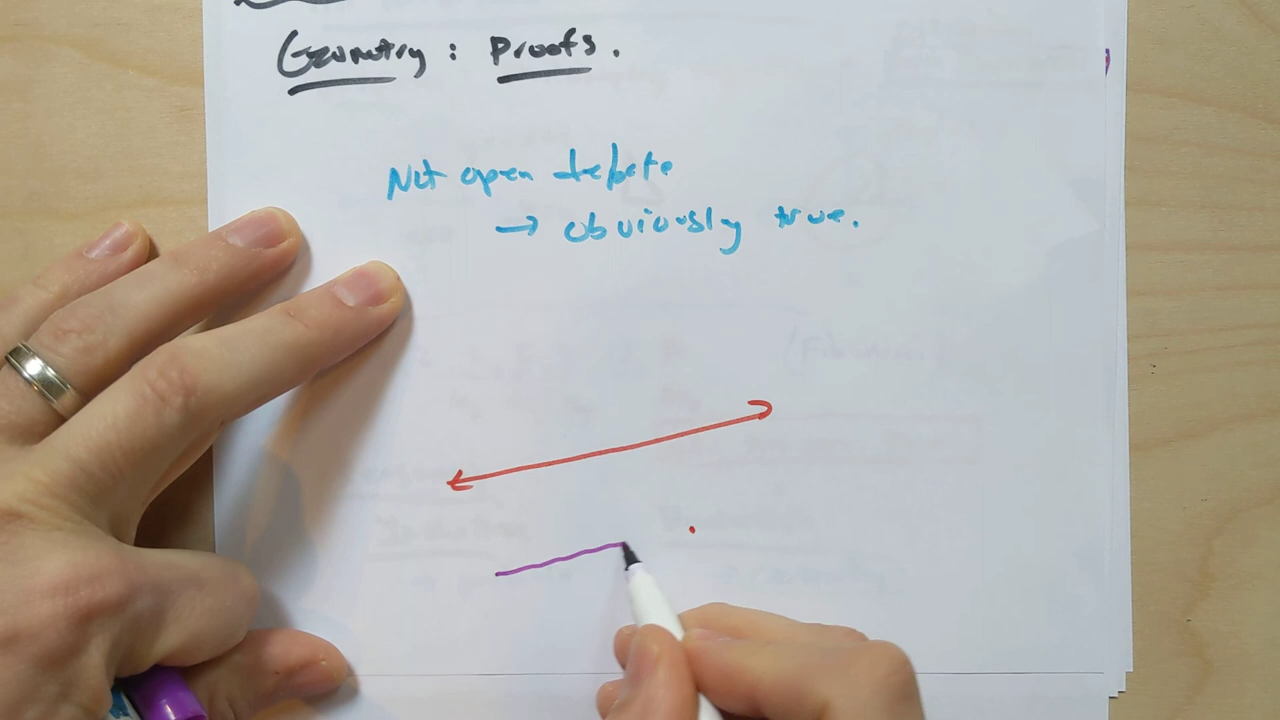 Geometry: Proofs.
Not open debate
→ obviously true.